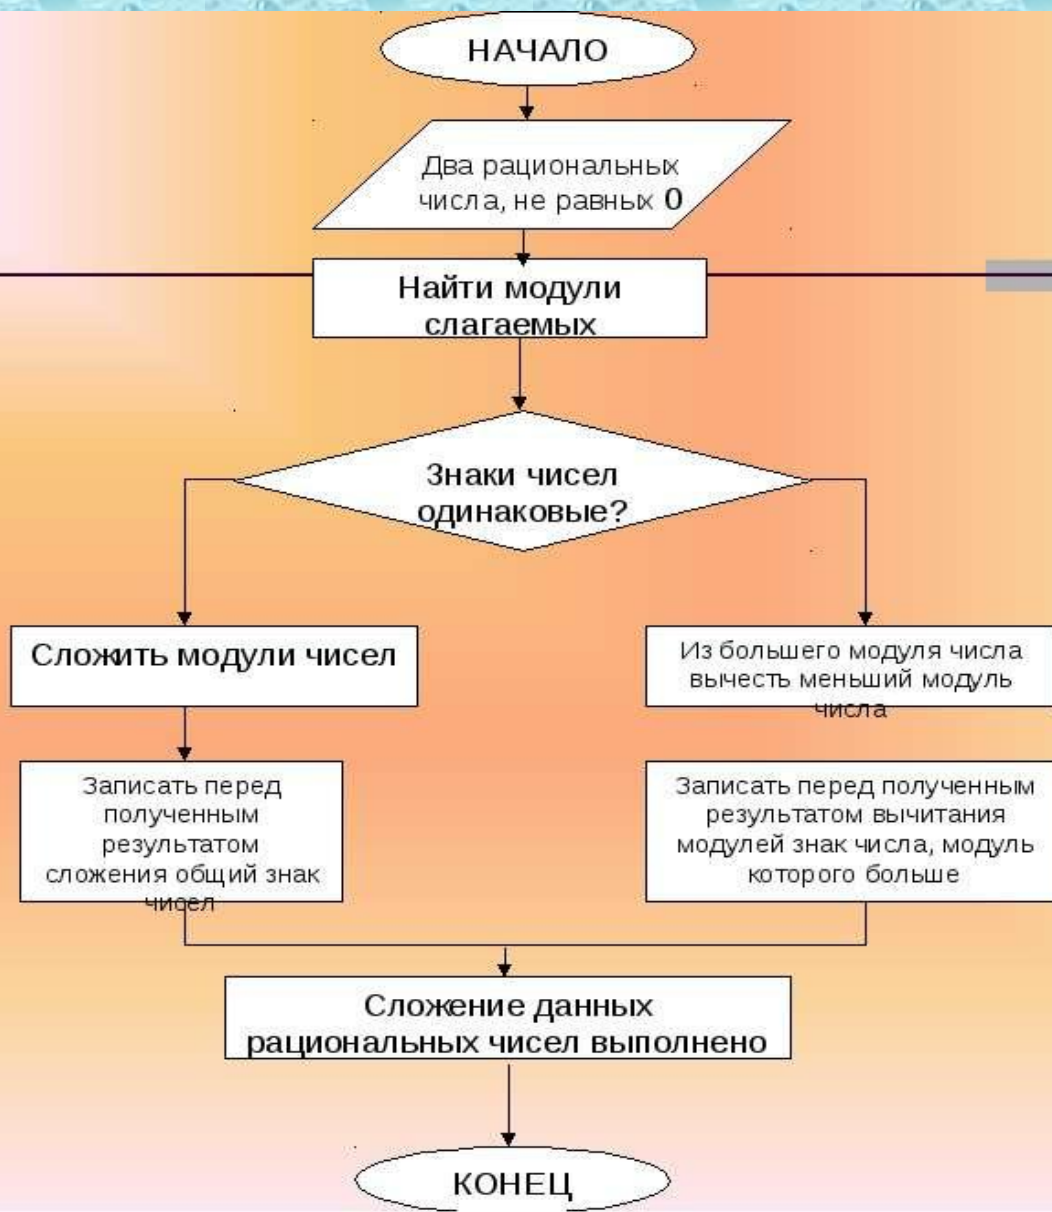 НАЧАЛО
Два рациональных
числа, не равных 0
Найти модули
слагаемых
Знаки чисел
одинаковые?
Сложить модули чисел
Из большего модуля числа
вычесть меньший модуль
числа
Записать перед
полученным
результатом
сложения общий знак
чисел
Записать перед полученным
результатом вычитания
модулей знак числа, модуль
которого больше
Сложение данных
рациональных чисел выполнено
КОНЕЦ